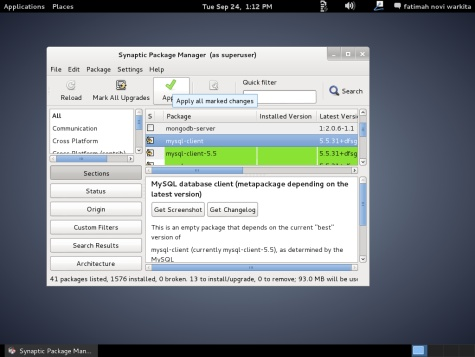 Applications Places
Tue Sep 24, 1:12 PM
fatimah novi warkita
Synaptic Package Manager (as superuser)
File Edit Package Settings Help
Reload
Mark All Upgrades
Quick filter
Search
Apply all marked changes
All
Communication
Cross Platform
S Package Installed Version Latest Versi
mongodb-server 1:2.0.6-1.1
mysql-client 5.5.31+dfsg
mysql-client-5.5 5.5.31+dfsg
Sections
Status
Origin
Custom Filters
Search Results
Architecture
MySQL database client (metapackage depending on the
latest version)
Get Screenshot Get Changelog
This is an empty package that depends on the current "best"
version of
mysql-client (currently mysql-client-5.5), as determined by the
MySQL
41 packages listed, 1576 installed, 0 broken. 13 to install/upgrade, 0 to remove; 93.0 MB will be use
Synaptic Package Man...